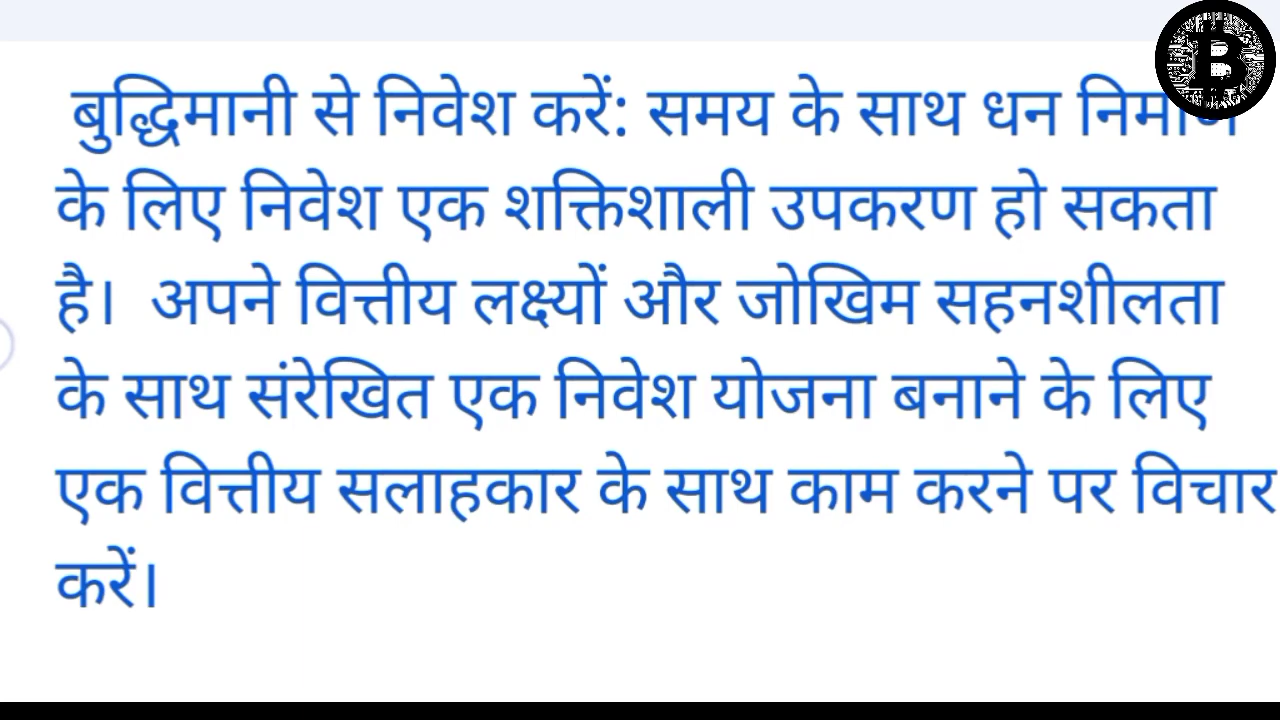 बुद्धिमानी से निवेश करें: समय के साथ धन
के लिए निवेश एक शक्तिशाली उपकरण हो सकता
है। अपने वित्तीय लक्ष्यों और जोखिम सहनशीलता
के साथ संरेखित एक निवेश योजना बनाने के लिए
एक वित्तीय सलाहकार के साथ काम करने पर विचार
करें।